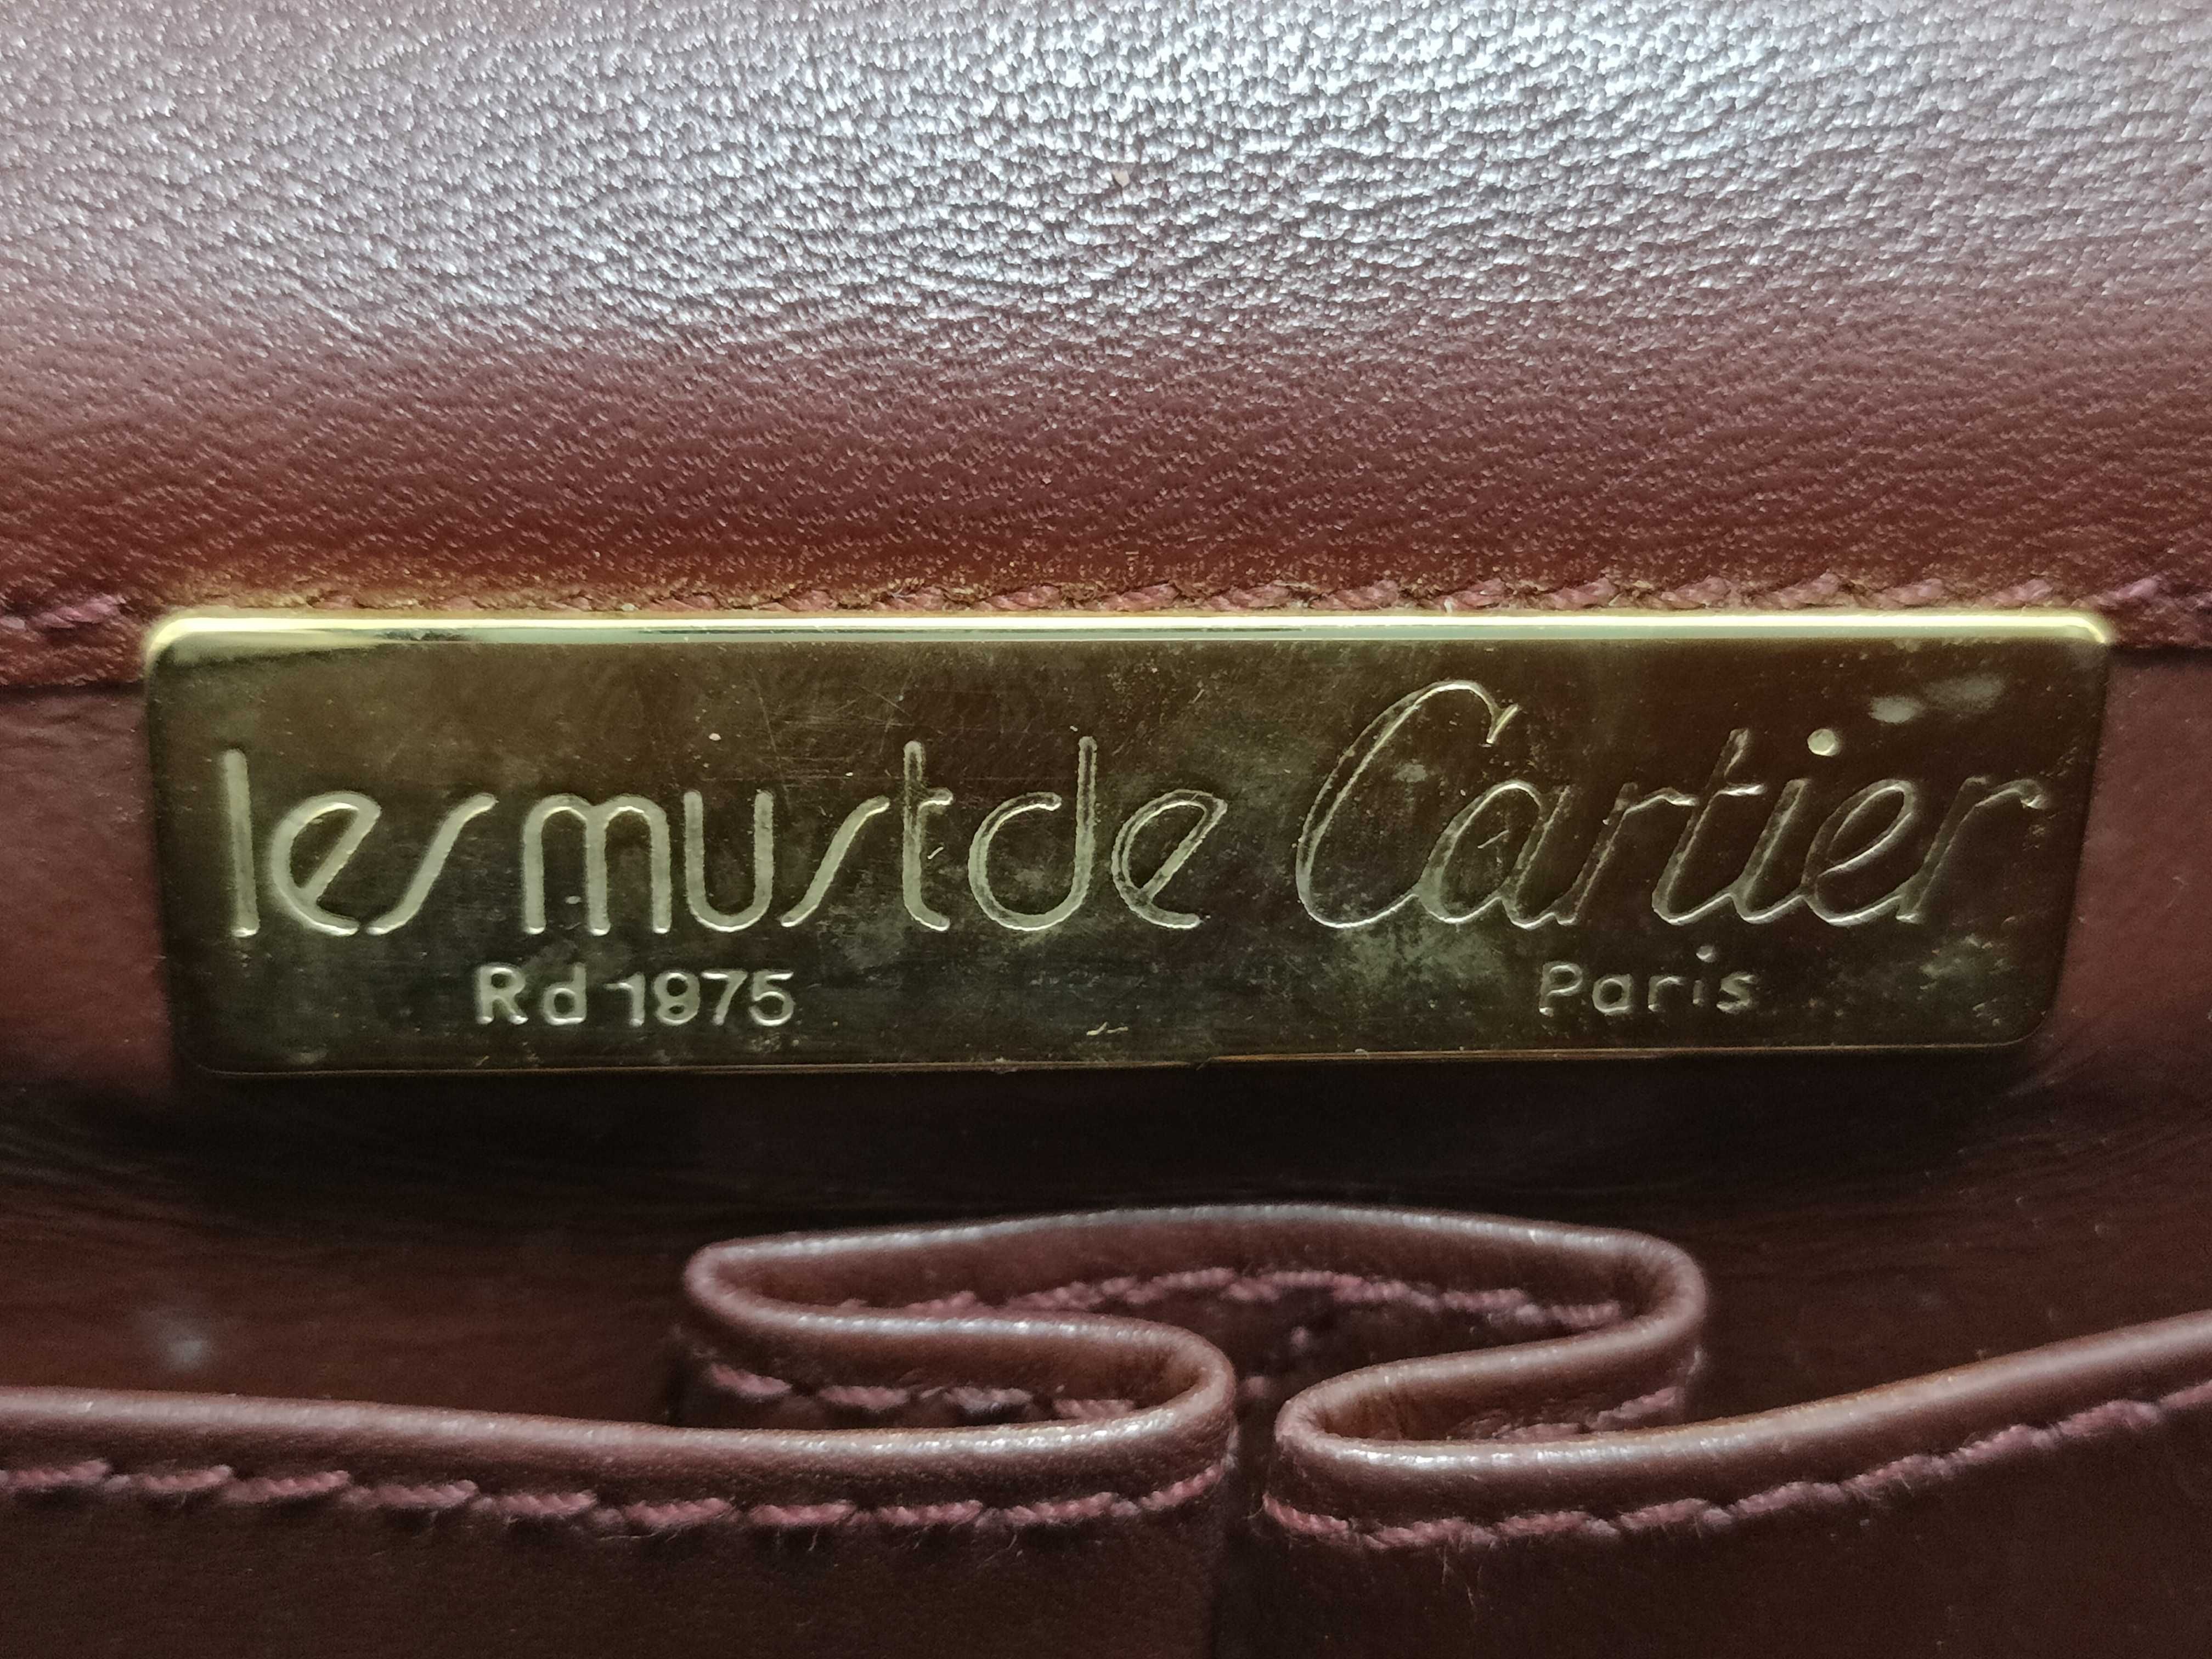 les must de Cartier
Rd 1975 Paris